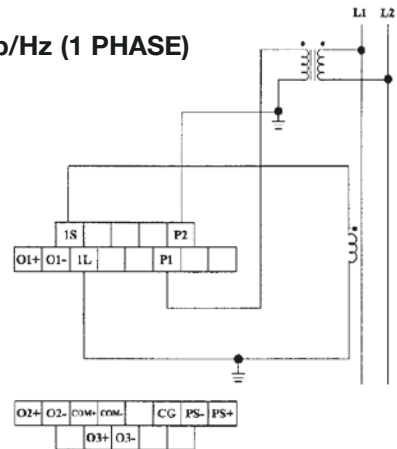 L1 L2
p/Hz (1 PHASE)
1S P2
O1+ O1- 1L P1
O2+ O2- COM+ COM- CG PS- PS+
O3+ O3-